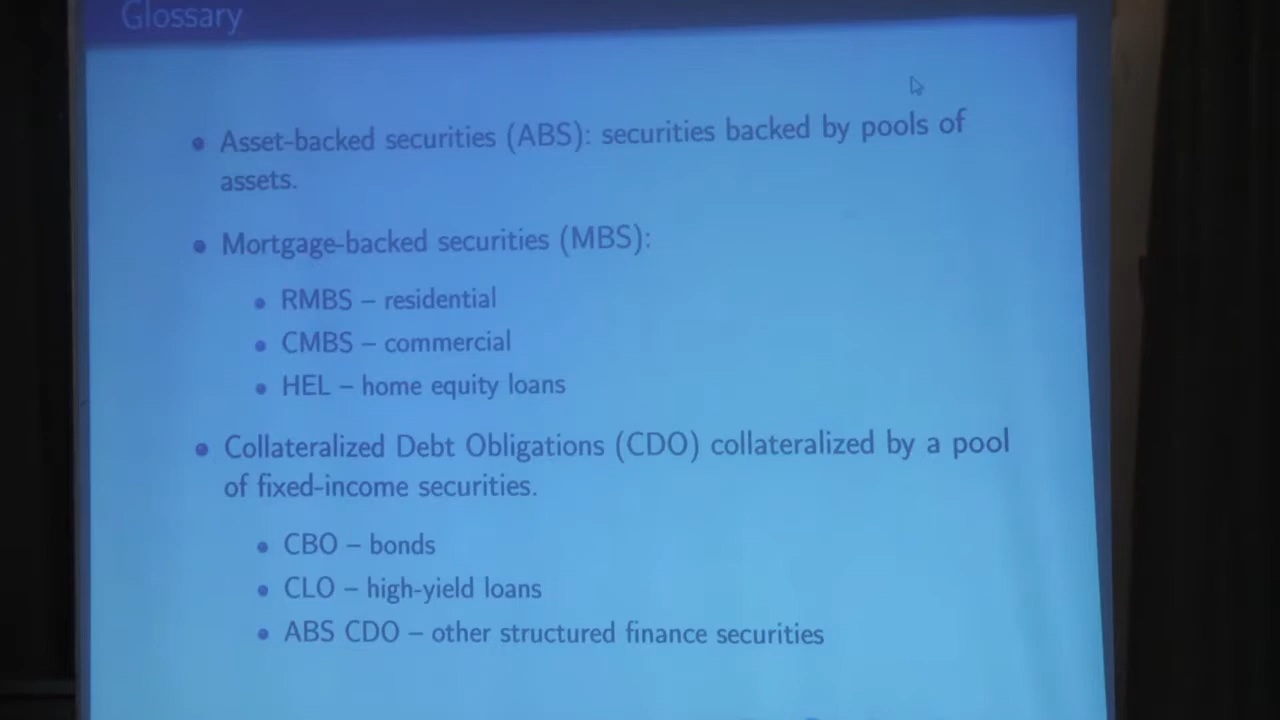 Glossary
• Asset-backed securities (ABS): securities backed by pools of
assets.
• Mortgage-backed securities (MBS):
• RMBS – residential
• CMBS – commercial
• HEL – home equity loans
• Collateralized Debt Obligations (CDO) collateralized by a pool
of fixed-income securities.
• CBO – bonds
• CLO – high-yield loans
• ABS CDO – other structured finance securities